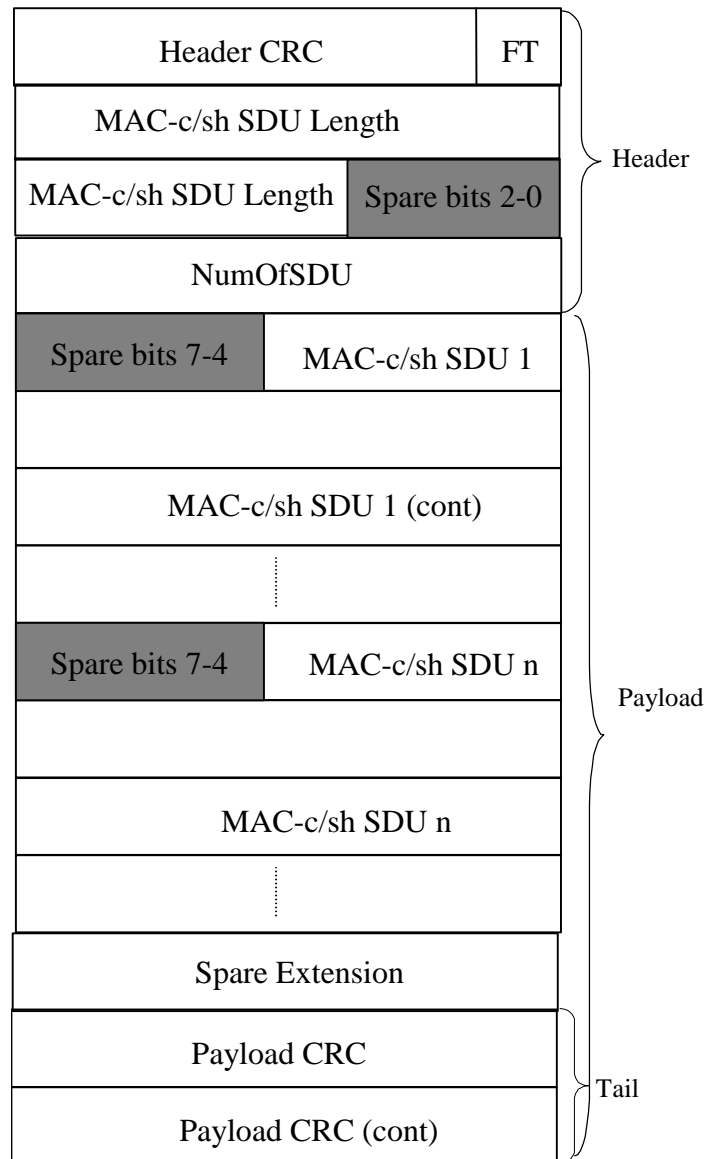 Header CRC FT
MAC-c/sh SDU Length
Header
MAC-c/sh SDU Length Spare bits 2-0
NumOfSDU
Spare bits 7-4 MAC-c/sh SDU 1
MAC-c/sh SDU 1 (cont)
Spare bits 7-4 MAC-c/sh SDU n
Payload
MAC-c/sh SDU n
Spare Extension
Payload CRC
Tail
Payload CRC (cont)